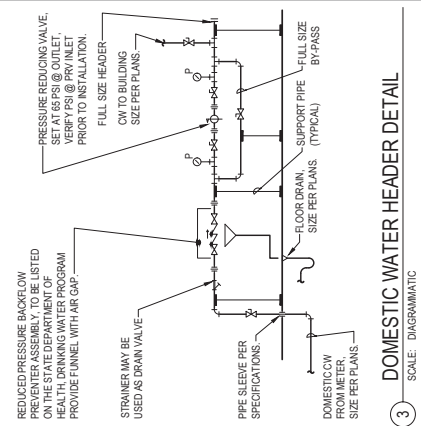 REDUCED PRESSURE BACKFLOW
PREVENTER ASSEMBLY, TO BE LISTED
ON THE STATE DEPARTMENT OF
HEALTH, DRINKING WATER PROGRAM
PROVIDE FUNNEL WITH AIR GAP.
STRAINER MAY BE
USED AS DRAIN VALVE
PIPE SLEEVE PER
SPECIFICATIONS.
DOMESTIC CW
FROM METER,
SIZE PER PLANS.
PRESSURE REDUCING VALVE,
SET AT 65 PSI @ OUTLET,
VERIFY PSI @ PRV INLET
PRIOR TO INSTALLATION.
FULL SIZE HEADER
CW TO BUILDING
SIZE PER PLANS.
P
P
FULL SIZE
BY-PASS
SUPPORT PIPE
(TYPICAL)
FLOOR DRAIN,
SIZE PER PLANS.
3
DOMESTIC WATER HEADER DETAIL
SCALE: DIAGRAMMATIC